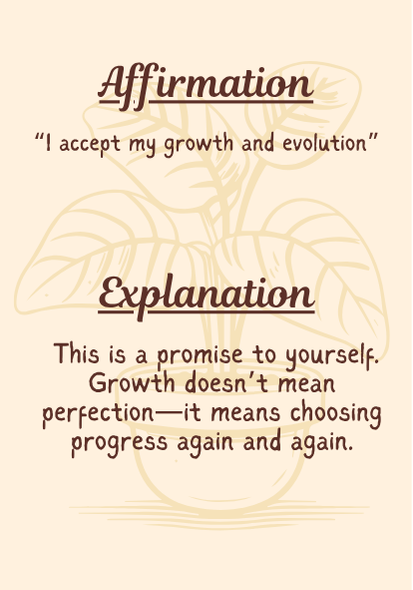 Affirmation
“I accept my growth and evolution”
Explanation
This is a promise to yourself.
Growth doesn’t mean
perfection—it means choosing
progress again and again.